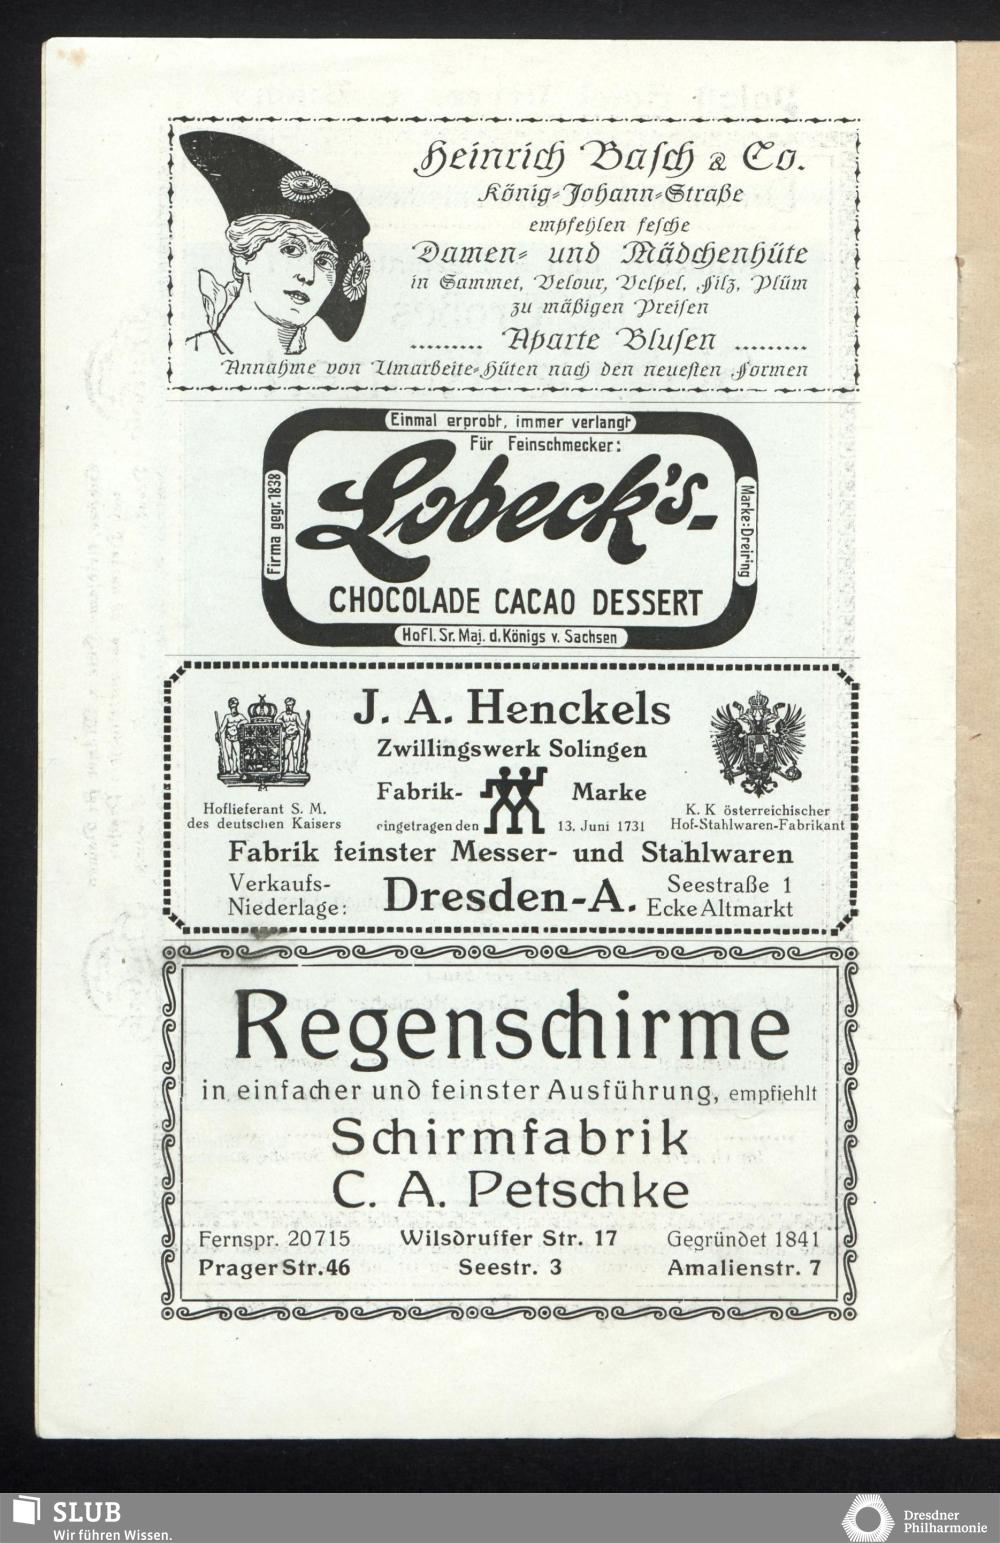 Heinrich Basch & Co.
König-Johann-Straße
empfehlen fesche
Damen- und Mädchenhüte
in Sammet, Velour, Velpel, Filz, Plüm
zu mäßigen Preisen
......... Aparte Blusen .........
Annahme von Umarbeite-Hüten nach den neuesten Formen
Einmal erprobt, immer verlangt
Für Feinschmecker:
Firma gegr. 1838
Lobeck's-
Marke: Dreiring
CHOCOLADE CACAO DESSERT
Hofl. Sr. Maj. d. Königs v. Sachsen
J. A. Henckels
Zwillingswerk Solingen
Fabrik- Marke
Hoflieferant S. M.
des deutschen Kaisers
eingetragen den 13. Juni 1731
K. K österreichischer
Hof-Stahlwaren-Fabrikant
Fabrik feinster Messer- und Stahlwaren
Verkaufs-
Niederlage:
Dresden-A.
Seestraße 1
Ecke Altmarkt
Regenschirme
in einfacher und feinster Ausführung, empfiehlt
Schirmfabrik
C. A. Petschke
Fernspr. 20715 Wilsdruffer Str. 17 Gegründet 1841
Prager Str. 46 Seestr. 3 Amalienstr. 7
SLUB
Wir führen Wissen.
Dresdner
Philharmonie